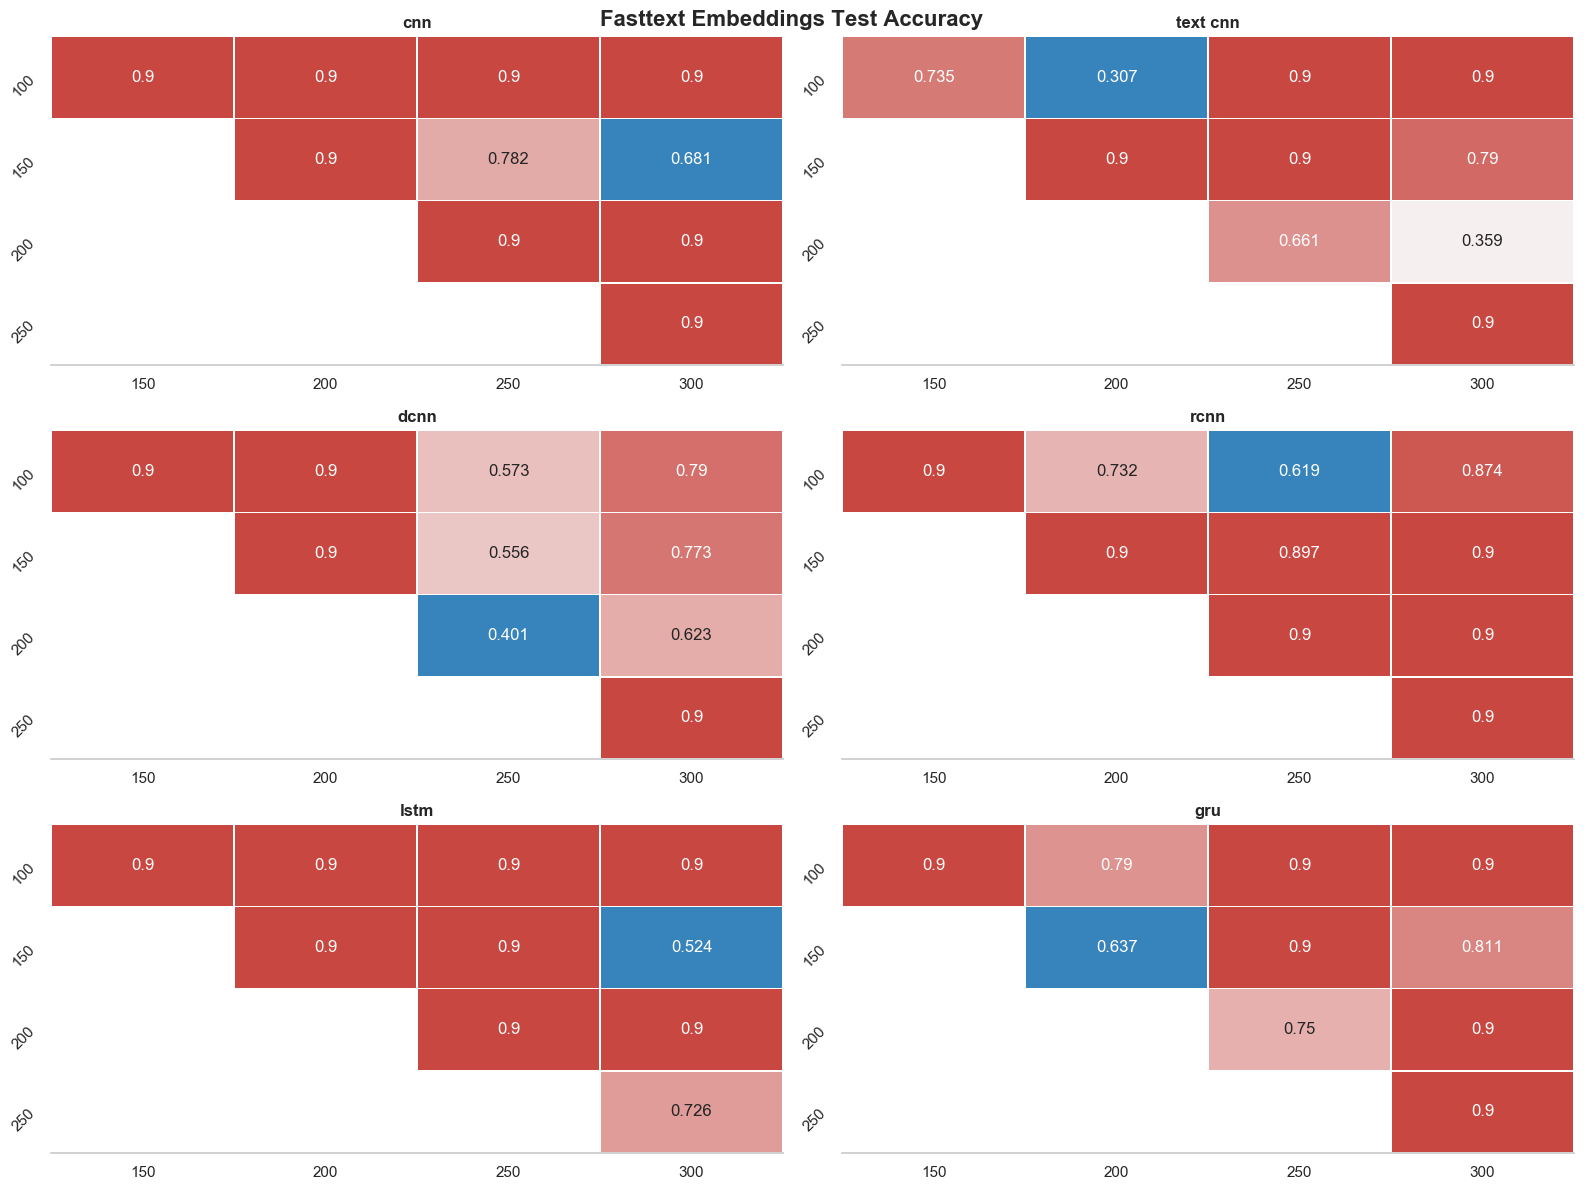 Fasttext Embeddings Test Accuracy
cnn
100 0.9 0.9 0.9 0.9
150 0.9 0.782 0.681
200 0.9 0.9
250 0.9
150 200 250 300
text cnn
100 0.735 0.307 0.9 0.9
150 0.9 0.9 0.79
200 0.661 0.359
250 0.9
150 200 250 300
dcnn
100 0.9 0.9 0.573 0.79
150 0.9 0.556 0.773
200 0.401 0.623
250 0.9
150 200 250 300
rcnn
100 0.9 0.732 0.619 0.874
150 0.9 0.897 0.9
200 0.9 0.9
250 0.9
150 200 250 300
lstm
100 0.9 0.9 0.9 0.9
150 0.9 0.9 0.524
200 0.9 0.9
250 0.726
150 200 250 300
gru
100 0.9 0.79 0.9 0.9
150 0.637 0.9 0.811
200 0.75 0.9
250 0.9
150 200 250 300